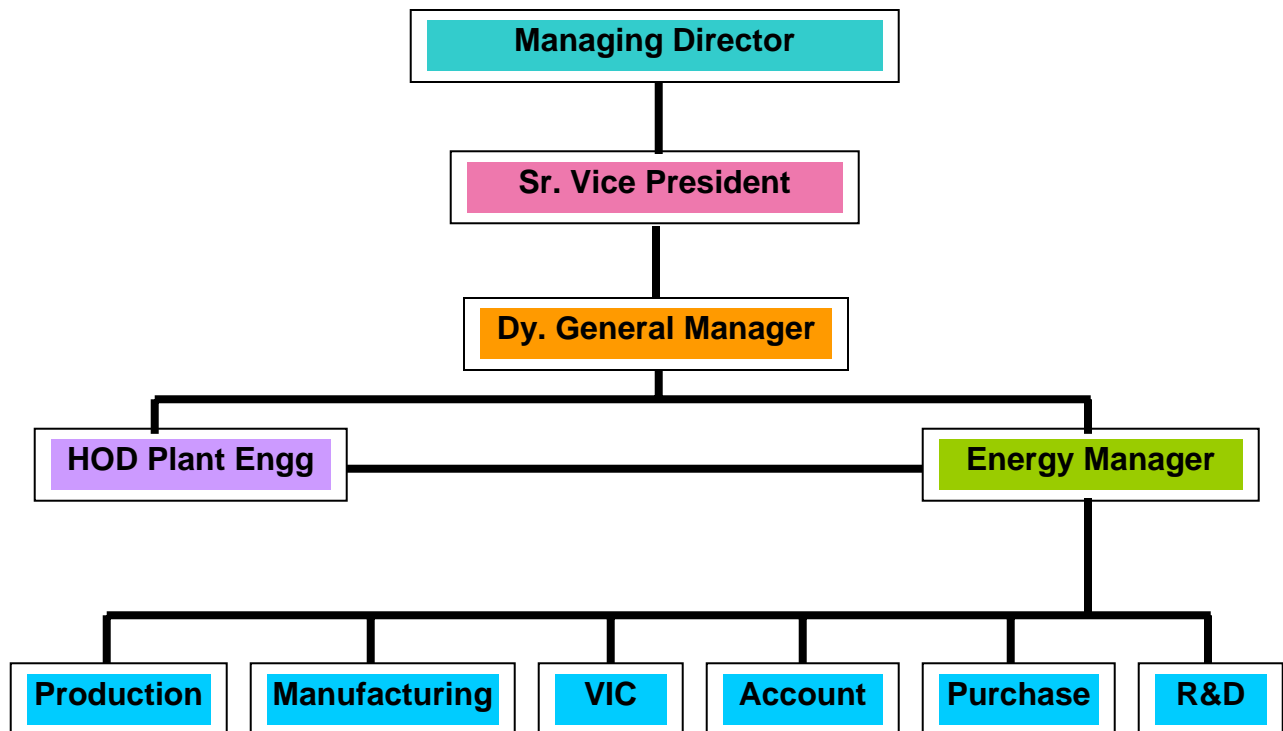 Managing Director
Sr. Vice President
Dy. General Manager
HOD Plant Engg
Energy Manager
Production
Manufacturing
VIC
Account
Purchase
R&D